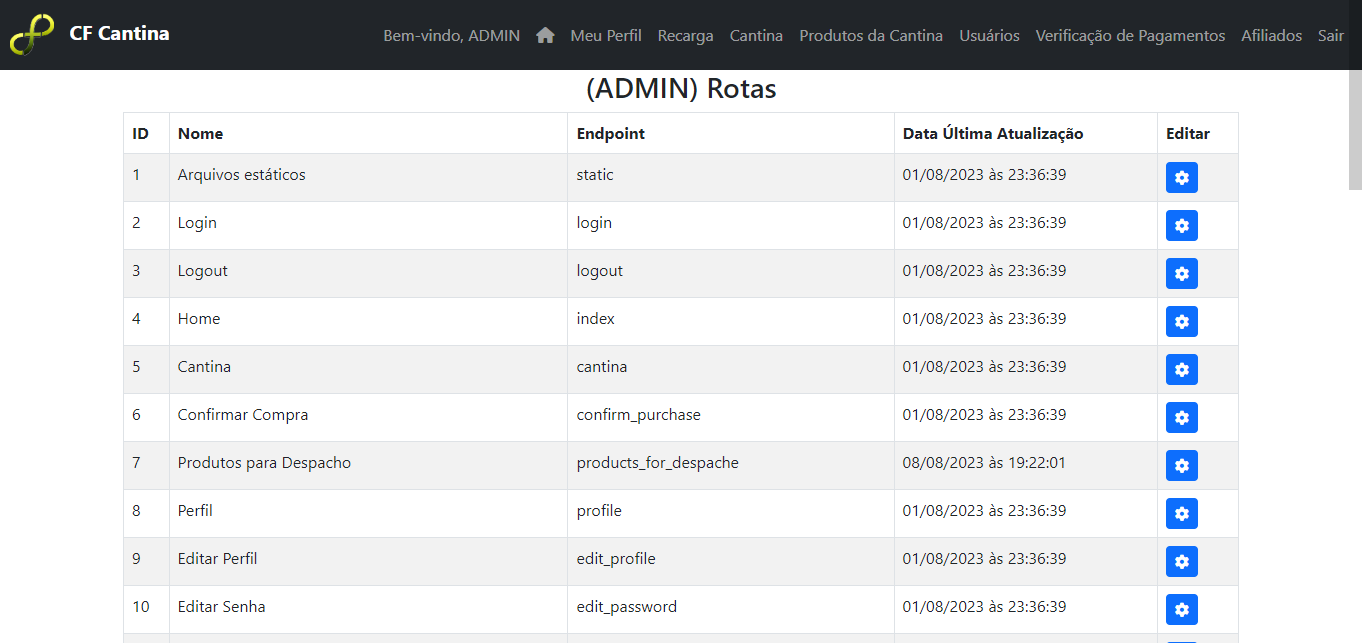 CF Cantina Bem-vindo, ADMIN Meu Perfil Recarga Cantina Produtos da Cantina Usuários Verificação de Pagamentos Afiliados Sair
(ADMIN) Rotas
ID Nome Endpoint Data Última Atualização Editar
1 Arquivos estáticos static 01/08/2023 às 23:36:39
2 Login login 01/08/2023 às 23:36:39
3 Logout logout 01/08/2023 às 23:36:39
4 Home index 01/08/2023 às 23:36:39
5 Cantina cantina 01/08/2023 às 23:36:39
6 Confirmar Compra confirm_purchase 01/08/2023 às 23:36:39
7 Produtos para Despacho products_for_despache 08/08/2023 às 19:22:01
8 Perfil profile 01/08/2023 às 23:36:39
9 Editar Perfil edit_profile 01/08/2023 às 23:36:39
10 Editar Senha edit_password 01/08/2023 às 23:36:39